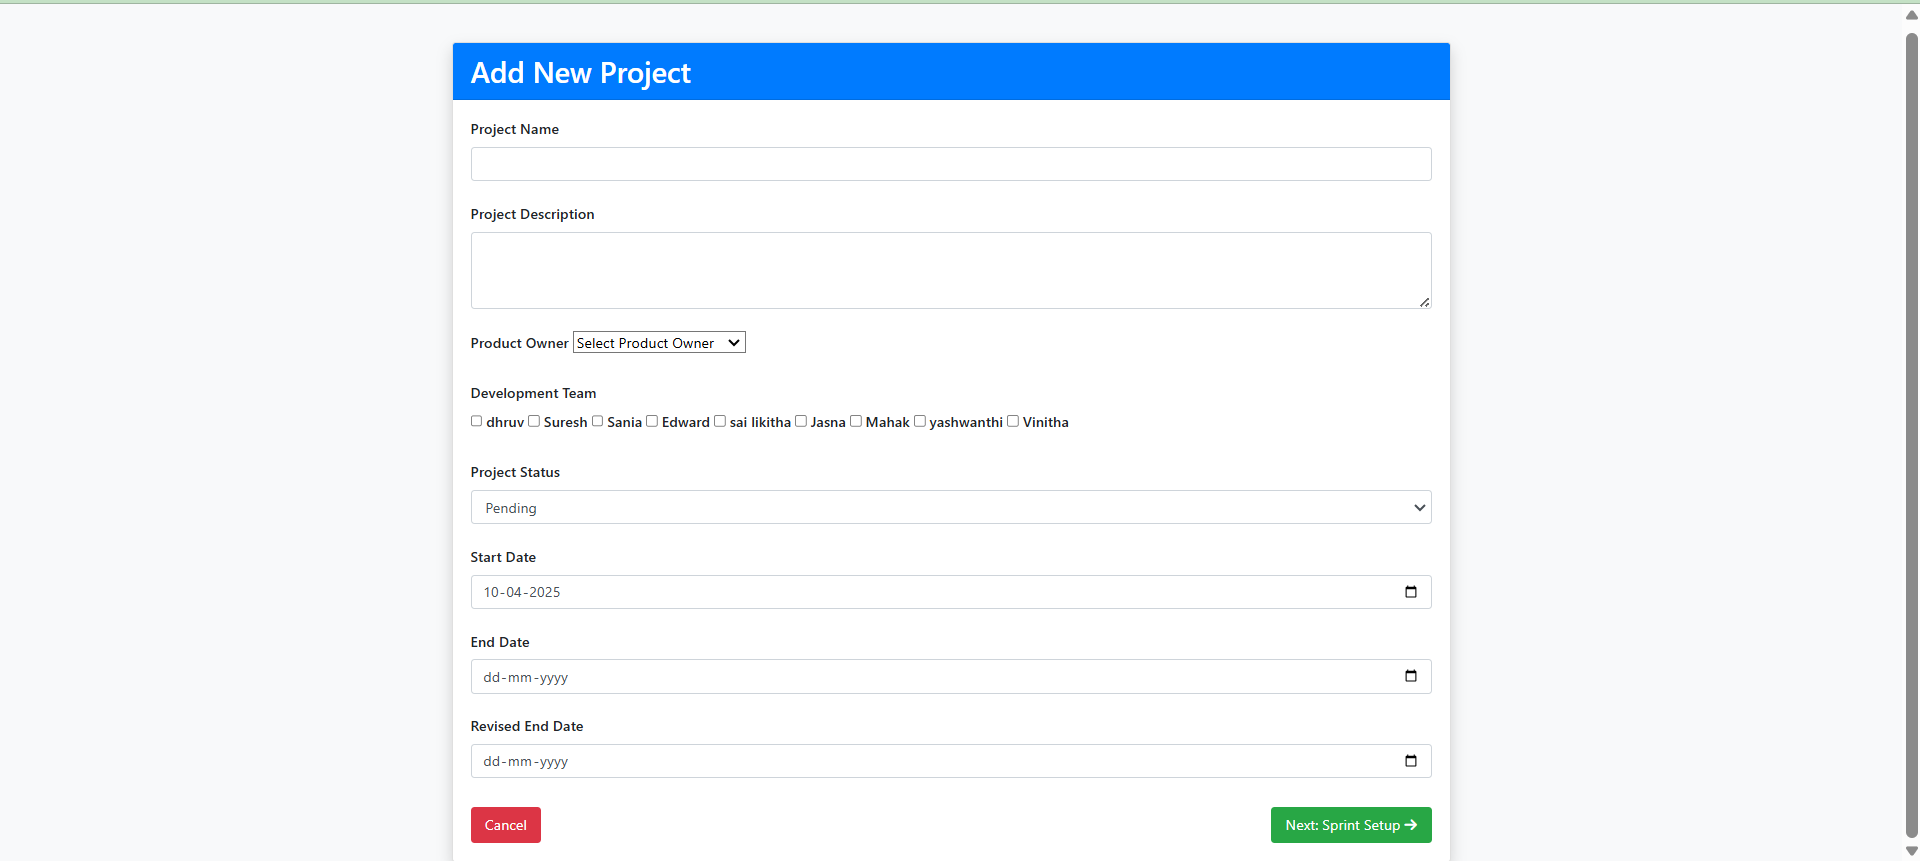 Add New Project
Project Name
Project Description
Product Owner Select Product Owner
Development Team
dhruv Suresh Sania Edward sai likitha Jasna Mahak yashwanthi Vinitha
Project Status
Pending
Start Date
10-04-2025
End Date
dd-mm-yyyy
Revised End Date
dd-mm-yyyy
Cancel Next: Sprint Setup →